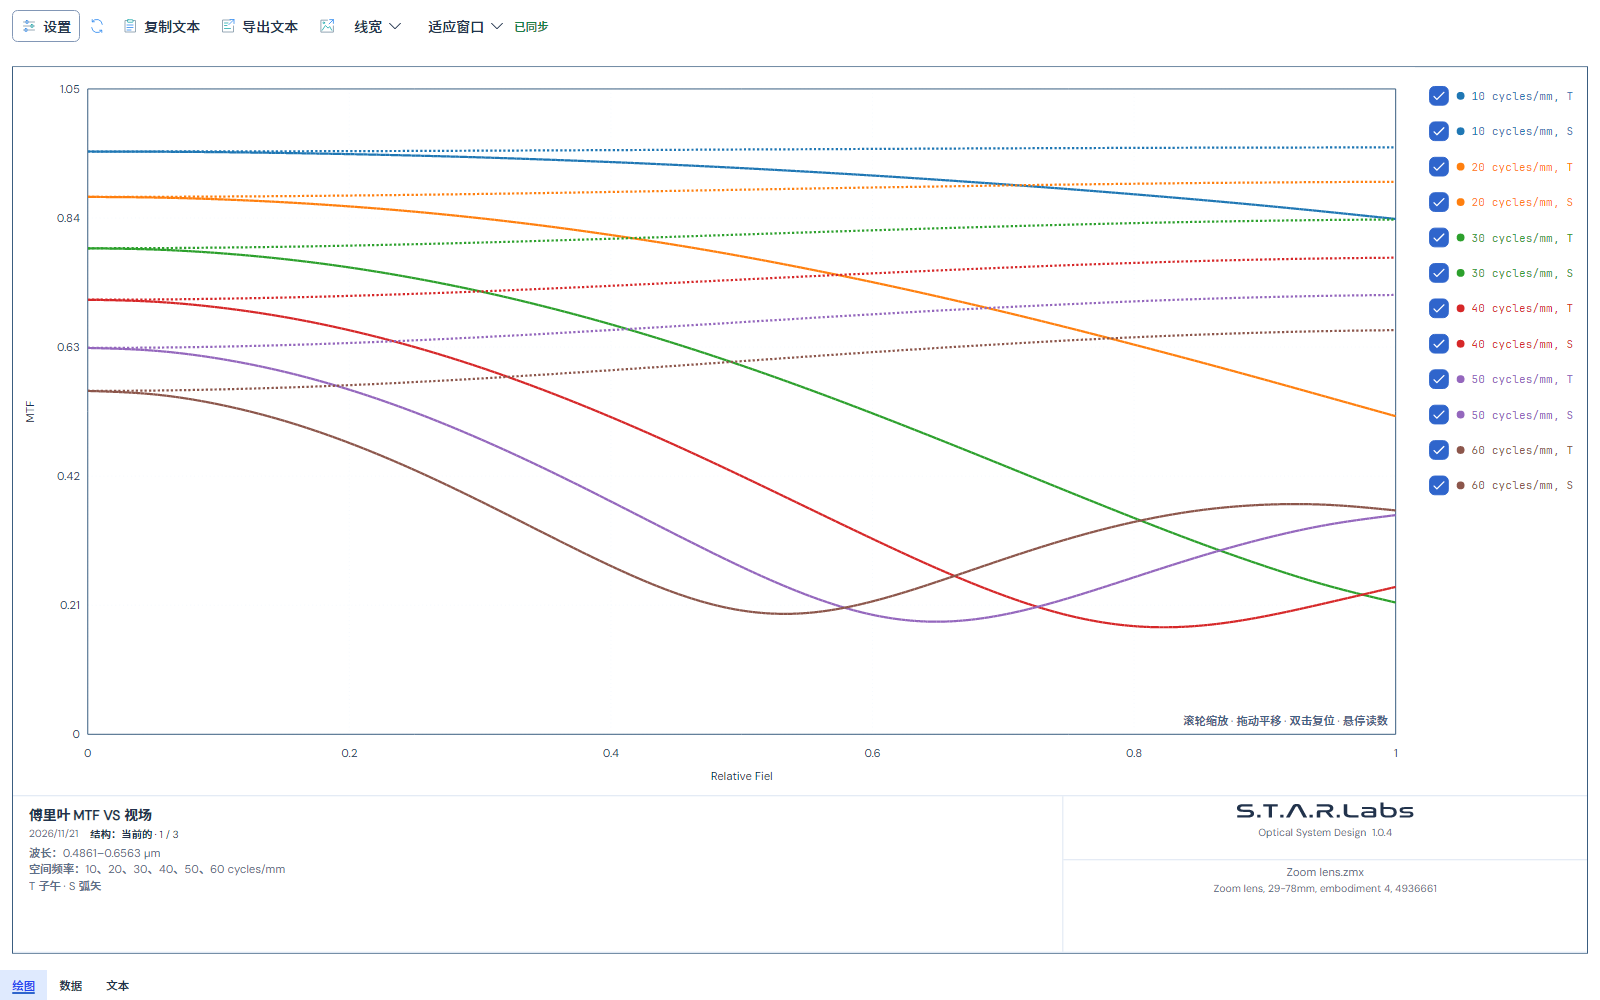 设置 复制文本 导出文本 线宽 适应窗口 已同步
1.05
0.84
0.63
0.42
0.21
0
MTF
0 0.2 0.4 0.6 0.8 1
Relative Fiel
滚轮缩放 · 拖动平移 · 双击复位 · 悬停读数
10 cycles/mm, T
10 cycles/mm, S
20 cycles/mm, T
20 cycles/mm, S
30 cycles/mm, T
30 cycles/mm, S
40 cycles/mm, T
40 cycles/mm, S
50 cycles/mm, T
50 cycles/mm, S
60 cycles/mm, T
60 cycles/mm, S
傅里叶 MTF VS 视场
2026/11/21 结构：当前的 · 1 / 3
波长：0.4861–0.6563 μm
空间频率：10、20、30、40、50、60 cycles/mm
T 子午 · S 弧矢
S.T.A.R.Labs
Optical System Design 1.0.4
Zoom lens.zmx
Zoom lens, 29-78mm, embodiment 4, 4936661
绘图 数据 文本